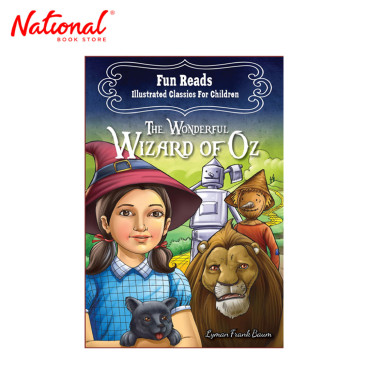 National
BOOK STORE
Fun Reads
Illustrated Classics For Children
The Wonderful
Wizard of Oz
Lyman Frank Baum